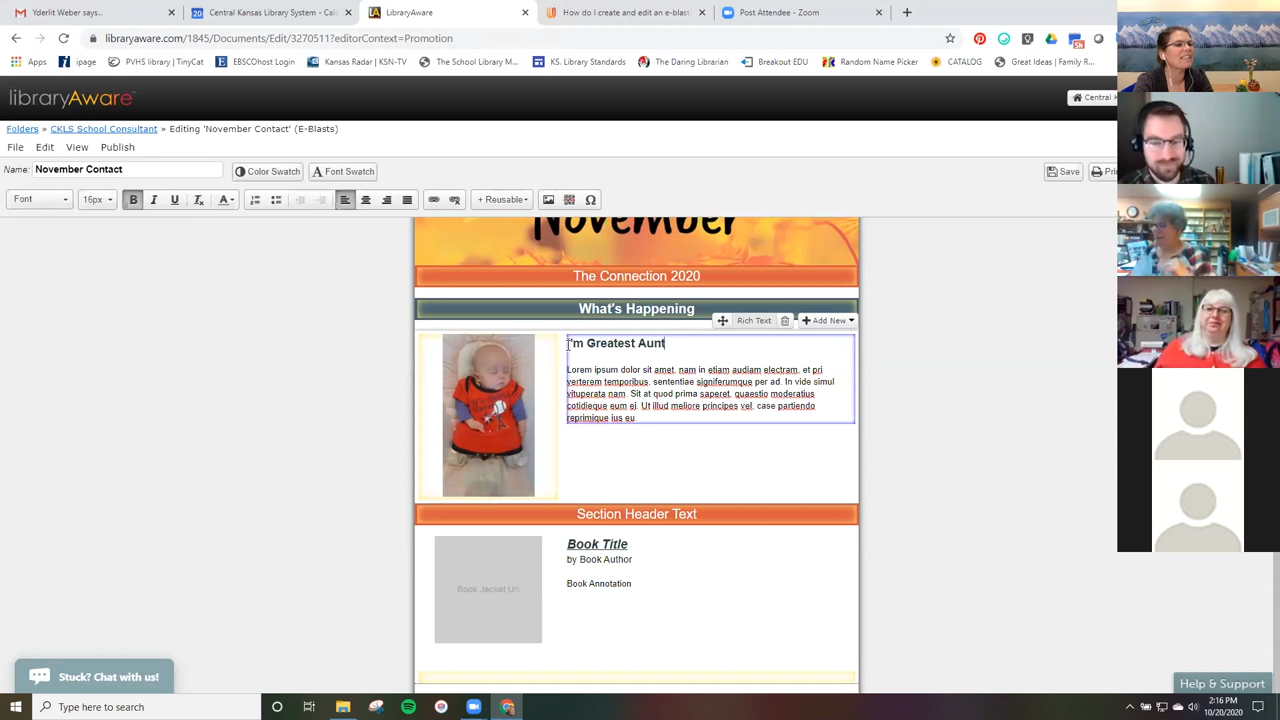 Yderlit Weber says...
Central Kansas Library System - Cale
LibraryAware
How do I create and edit an e-blast
Post Attendee - Zoom
libraryaware.com/1845/Documents/Edit/3270511?editorContext=Promotion
Apps
ipage
PVHS library | TinyCat
EBSCOhost Login
Kansas Radar | KSN-TV
The School Library M...
KS. Library Standards
The Daring Librarian
Breakout EDU
Random Name Picker
CATALOG
Great Ideas | Family R...
libraryAware
Central
Folders » CKLS School Consultant » Editing 'November Contact' (E-Blasts)
File Edit View Publish
Name: November Contact
Color Swatch
Font Swatch
Save
Font
16px
B I U
+ Reusable
November
The Connection 2020
What's Happening
Rich Text
Add New
I'm Greatest Aunt
Lorem ipsum dolor sit amet, nam in etiam audiam electram, et pri
verterem temporibus, sententiae signiferumque per ad. In vide simul
vituperata nam. Sit at quod prima saperet, quaestio moderatius
cotidieque eum ei. Ut illud meliore principes vel, case partiendo
reprimique ius eu.
Section Header Text
Book Title
by Book Author
Book Jacket Url
Book Annotation
Stuck? Chat with us!
Help & Support
Type here to search
2:16 PM
10/20/2020